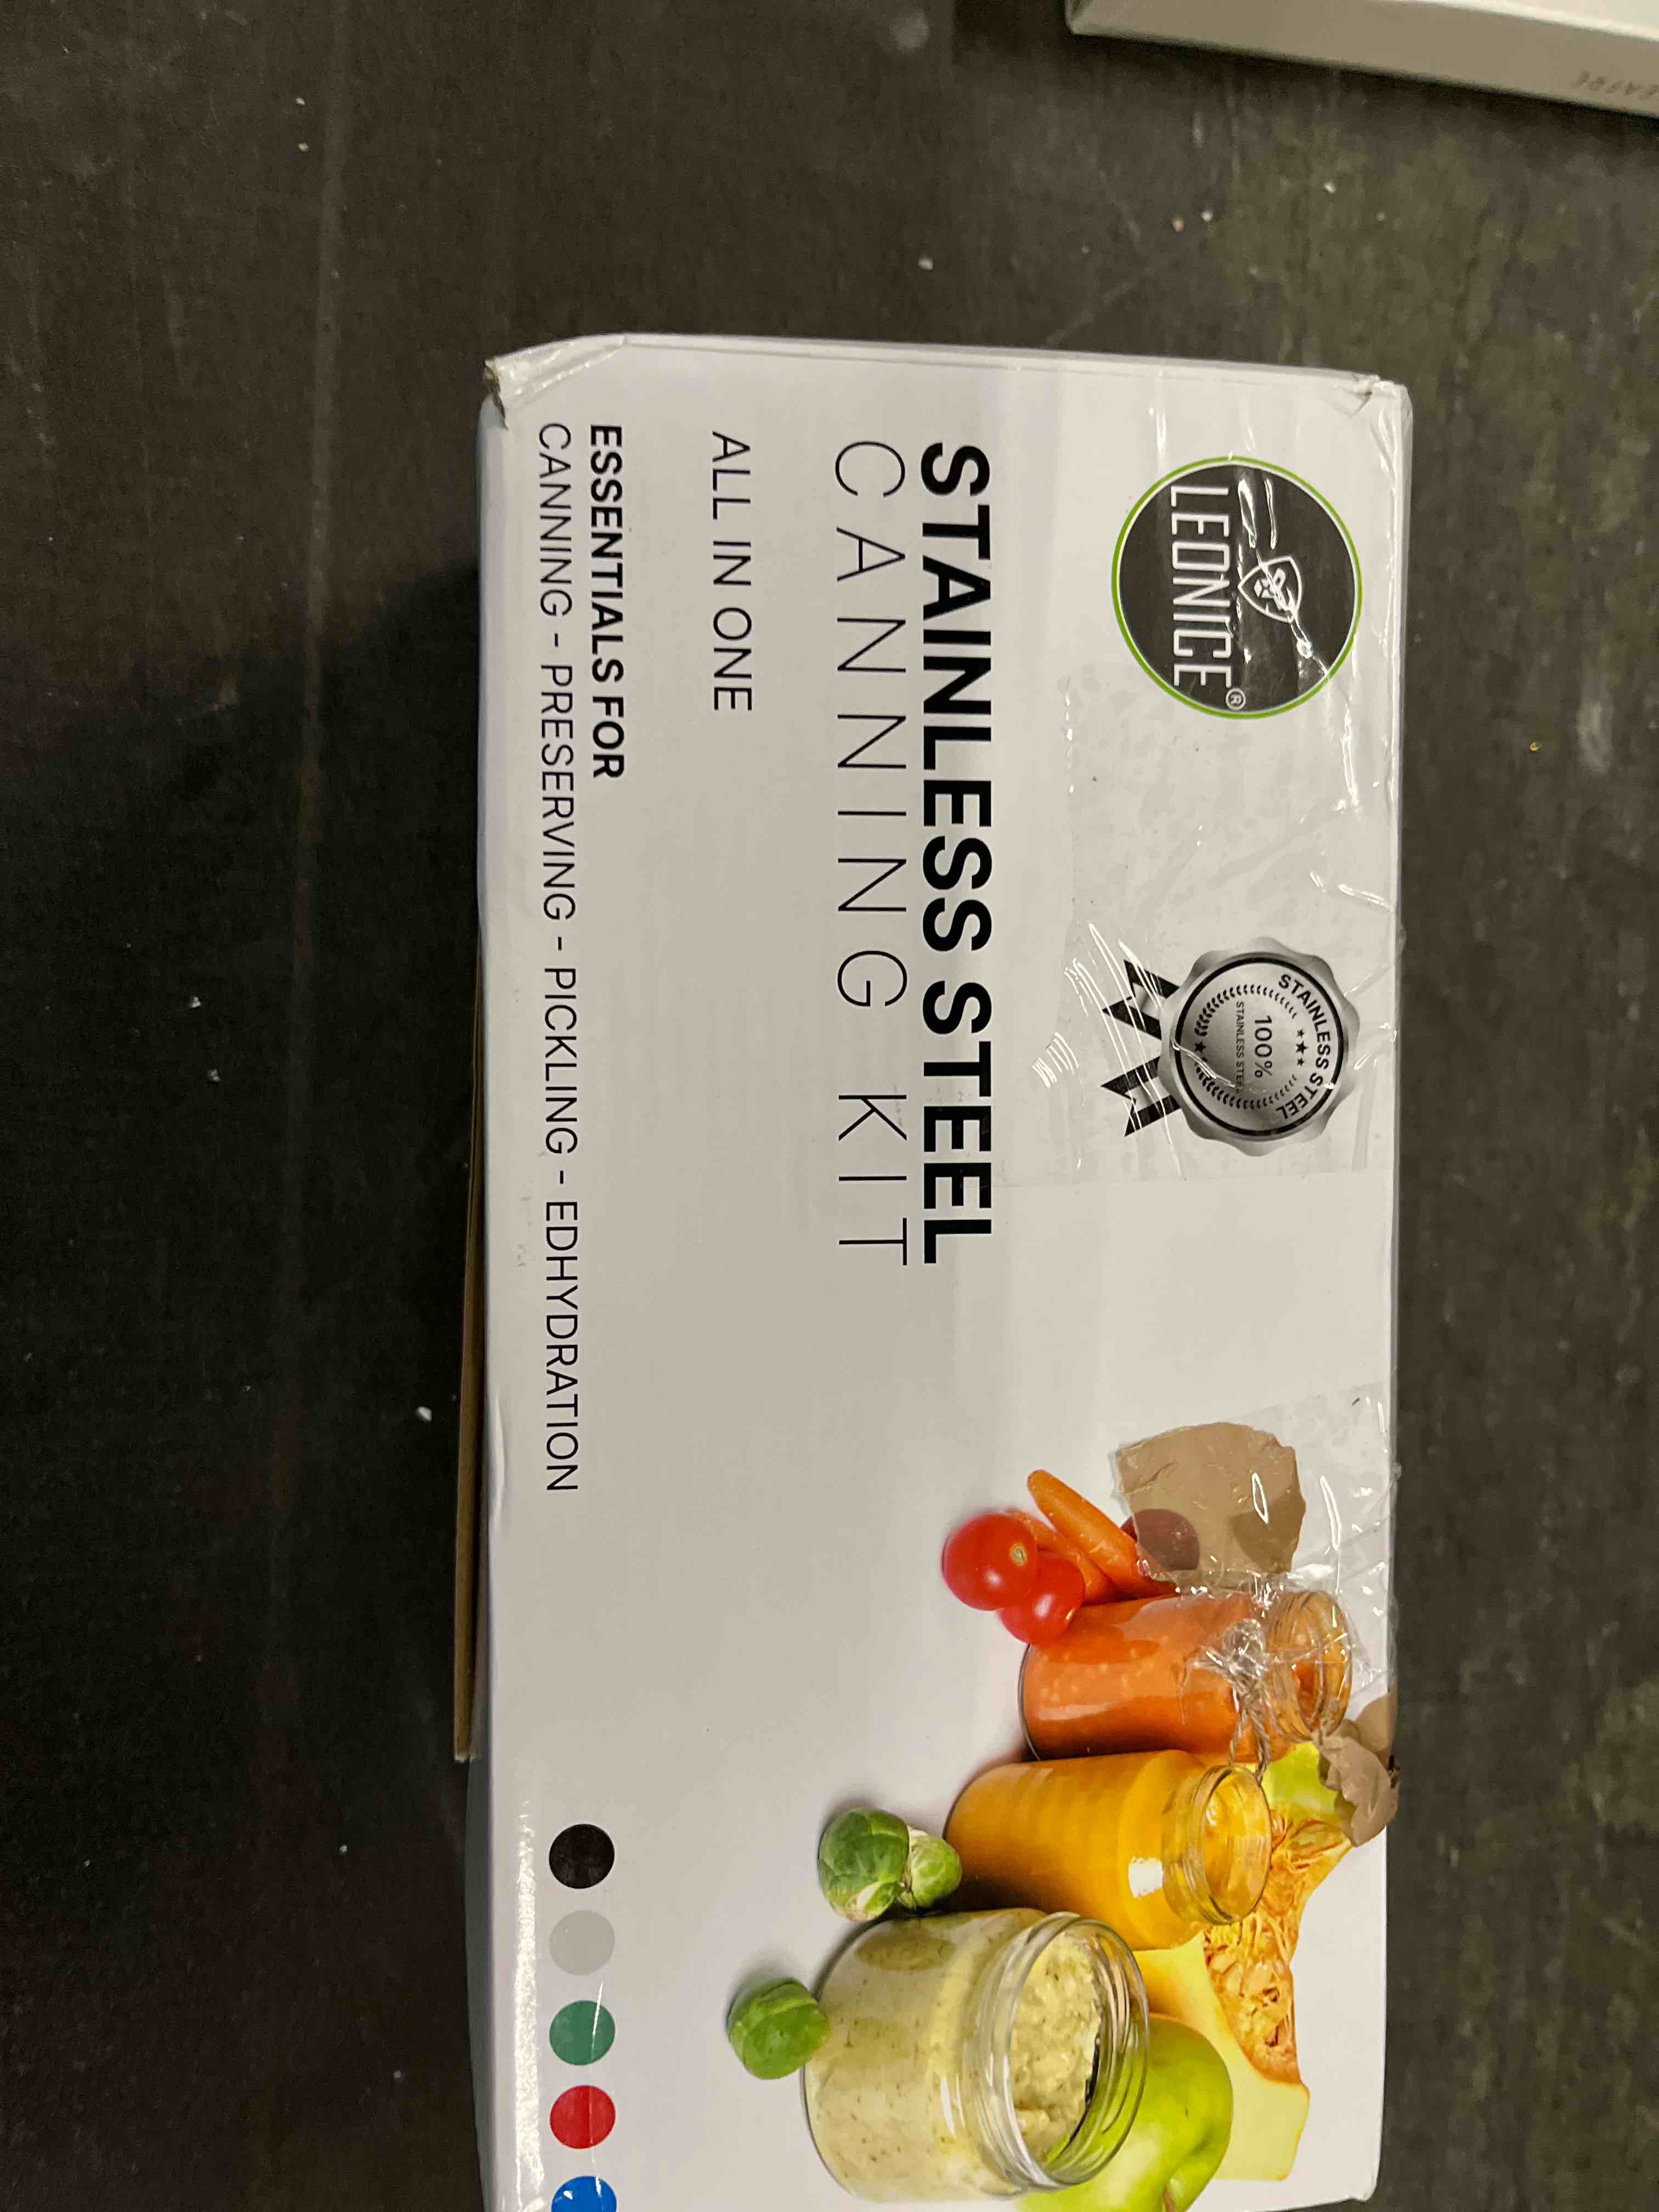 LEONICE®
STAINLESS STEEL
100%
STAINLESS STEEL
STAINLESS STEEL
CANNING KIT
ALL IN ONE
ESSENTIALS FOR
CANNING - PRESERVING - PICKLING - EDHYDRATION